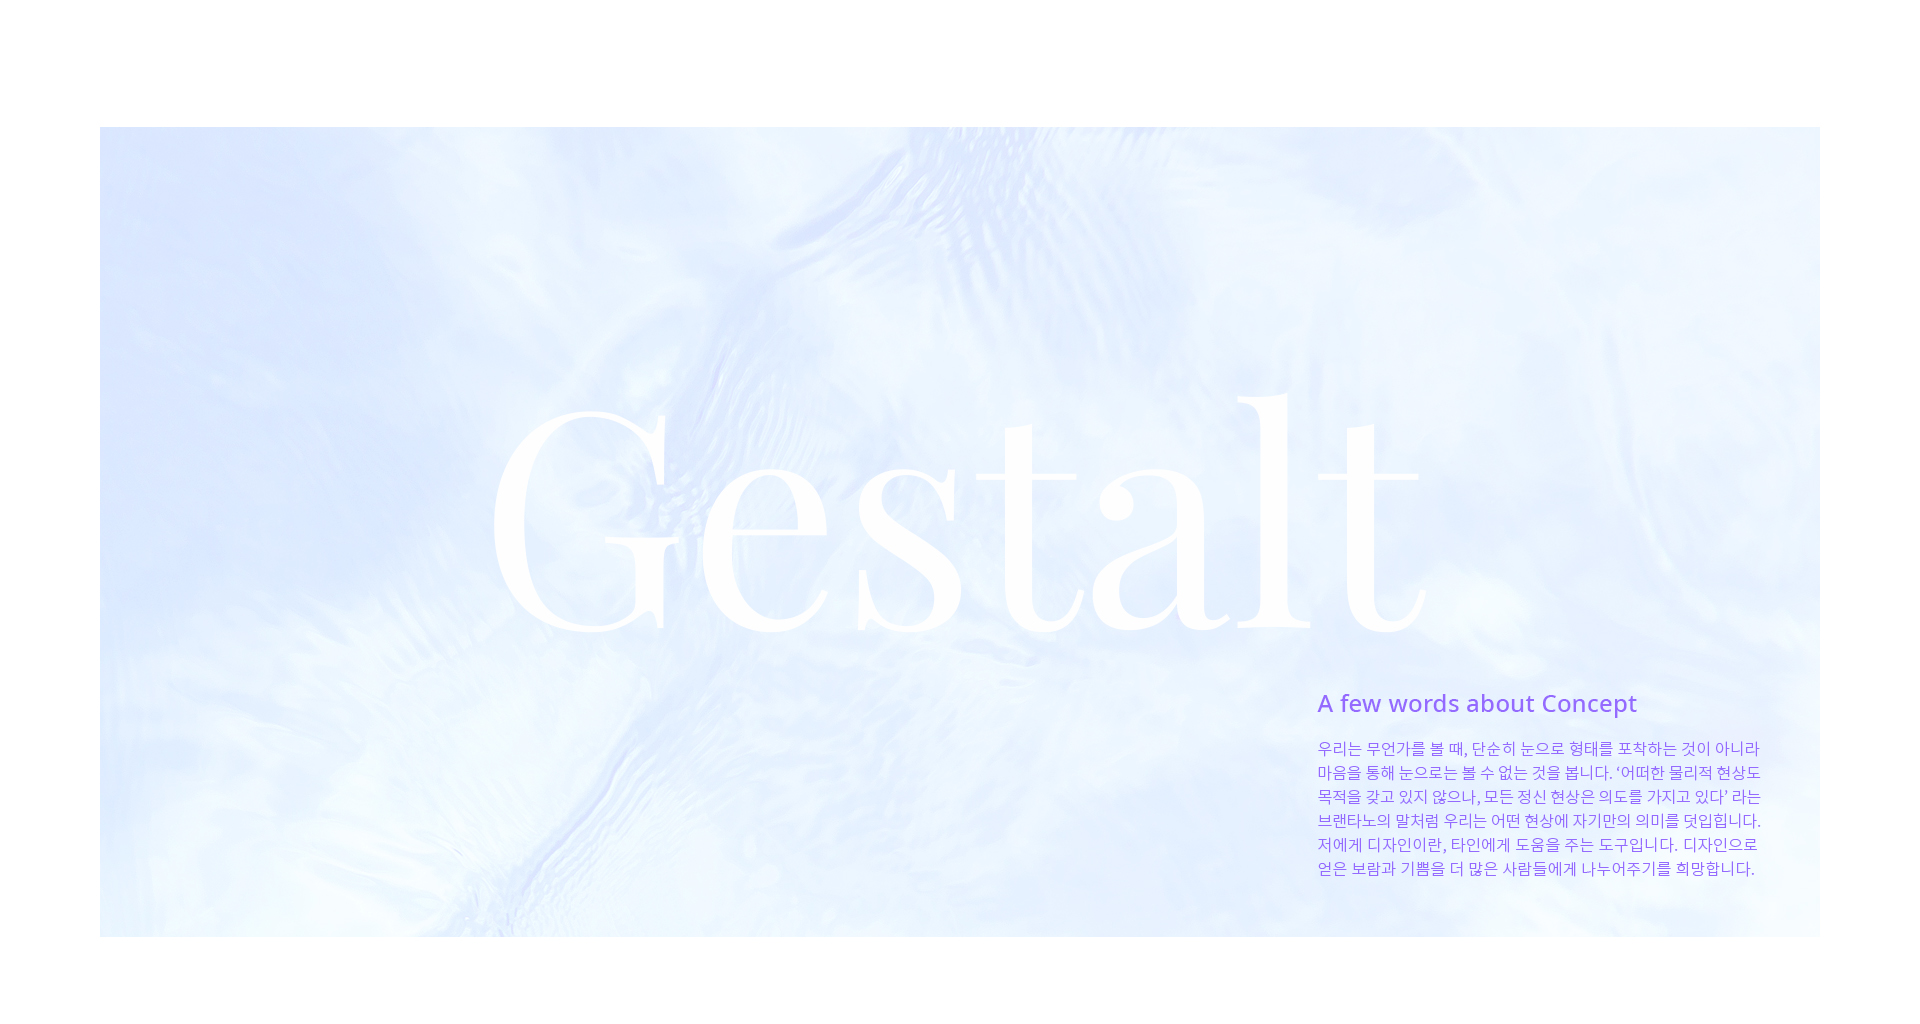 Gestalt
A few words about Concept
우리는 무언가를 볼 때, 단순히 눈으로 형태를 포착하는 것이 아니라
마음을 통해 눈으로는 볼 수 없는 것을 봅니다. ‘어떠한 물리적 현상도
목적을 갖고 있지 않으나, 모든 정신 현상은 의도를 가지고 있다’ 라는
브랜타노의 말처럼 우리는 어떤 현상에 자기만의 의미를 덧입힙니다.
저에게 디자인이란, 타인에게 도움을 주는 도구입니다. 디자인으로
얻은 보람과 기쁨을 더 많은 사람들에게 나누어주기를 희망합니다.